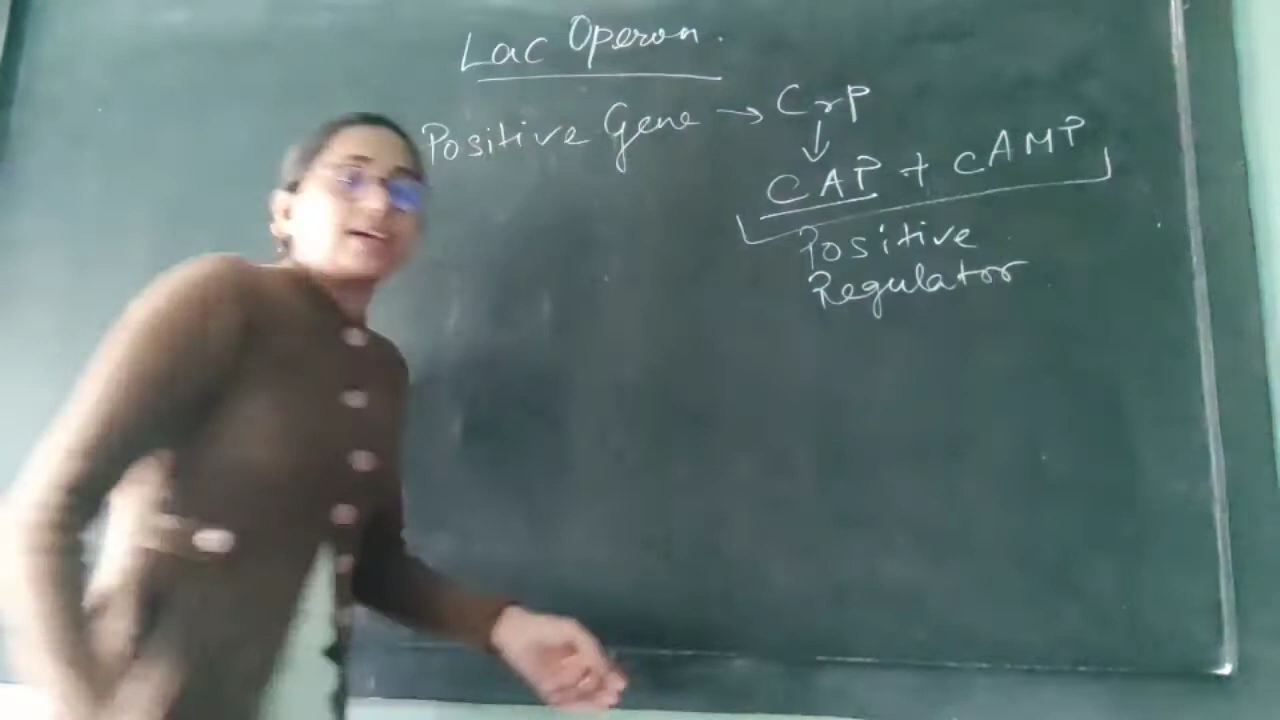 Lac Operon.
Positive Gene → Crp
↓
CAP + cAMP
Positive
Regulator